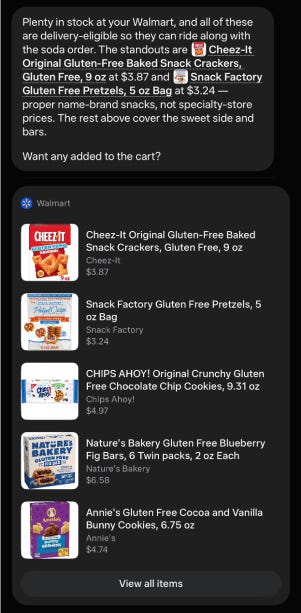 Plenty in stock at your Walmart, and all of these
are delivery-eligible so they can ride along with
the soda order. The standouts are Cheez-It
Original Gluten-Free Baked Snack Crackers,
Gluten Free, 9 oz at $3.87 and Snack Factory
Gluten Free Pretzels, 5 oz Bag at $3.24 —
proper name-brand snacks, not specialty-store
prices. The rest above cover the sweet side and
bars.
Want any added to the cart?
Walmart
CHEEZ-IT
Cheez-It Original Gluten-Free Baked
Snack Crackers, Gluten Free, 9 oz
Cheez-It
$3.87
Snack Factory Gluten Free Pretzels, 5
oz Bag
Snack Factory
$3.24
CHIPS AHOY! Original Crunchy Gluten
Free Chocolate Chip Cookies, 9.31 oz
Chips Ahoy!
$4.97
NATURE'S
BAKERY
Nature's Bakery Gluten Free Blueberry
Fig Bars, 6 Twin packs, 2 oz Each
Nature's Bakery
$6.58
Annie's
Annie's Gluten Free Cocoa and Vanilla
Bunny Cookies, 6.75 oz
Annie's
$4.74
View all items